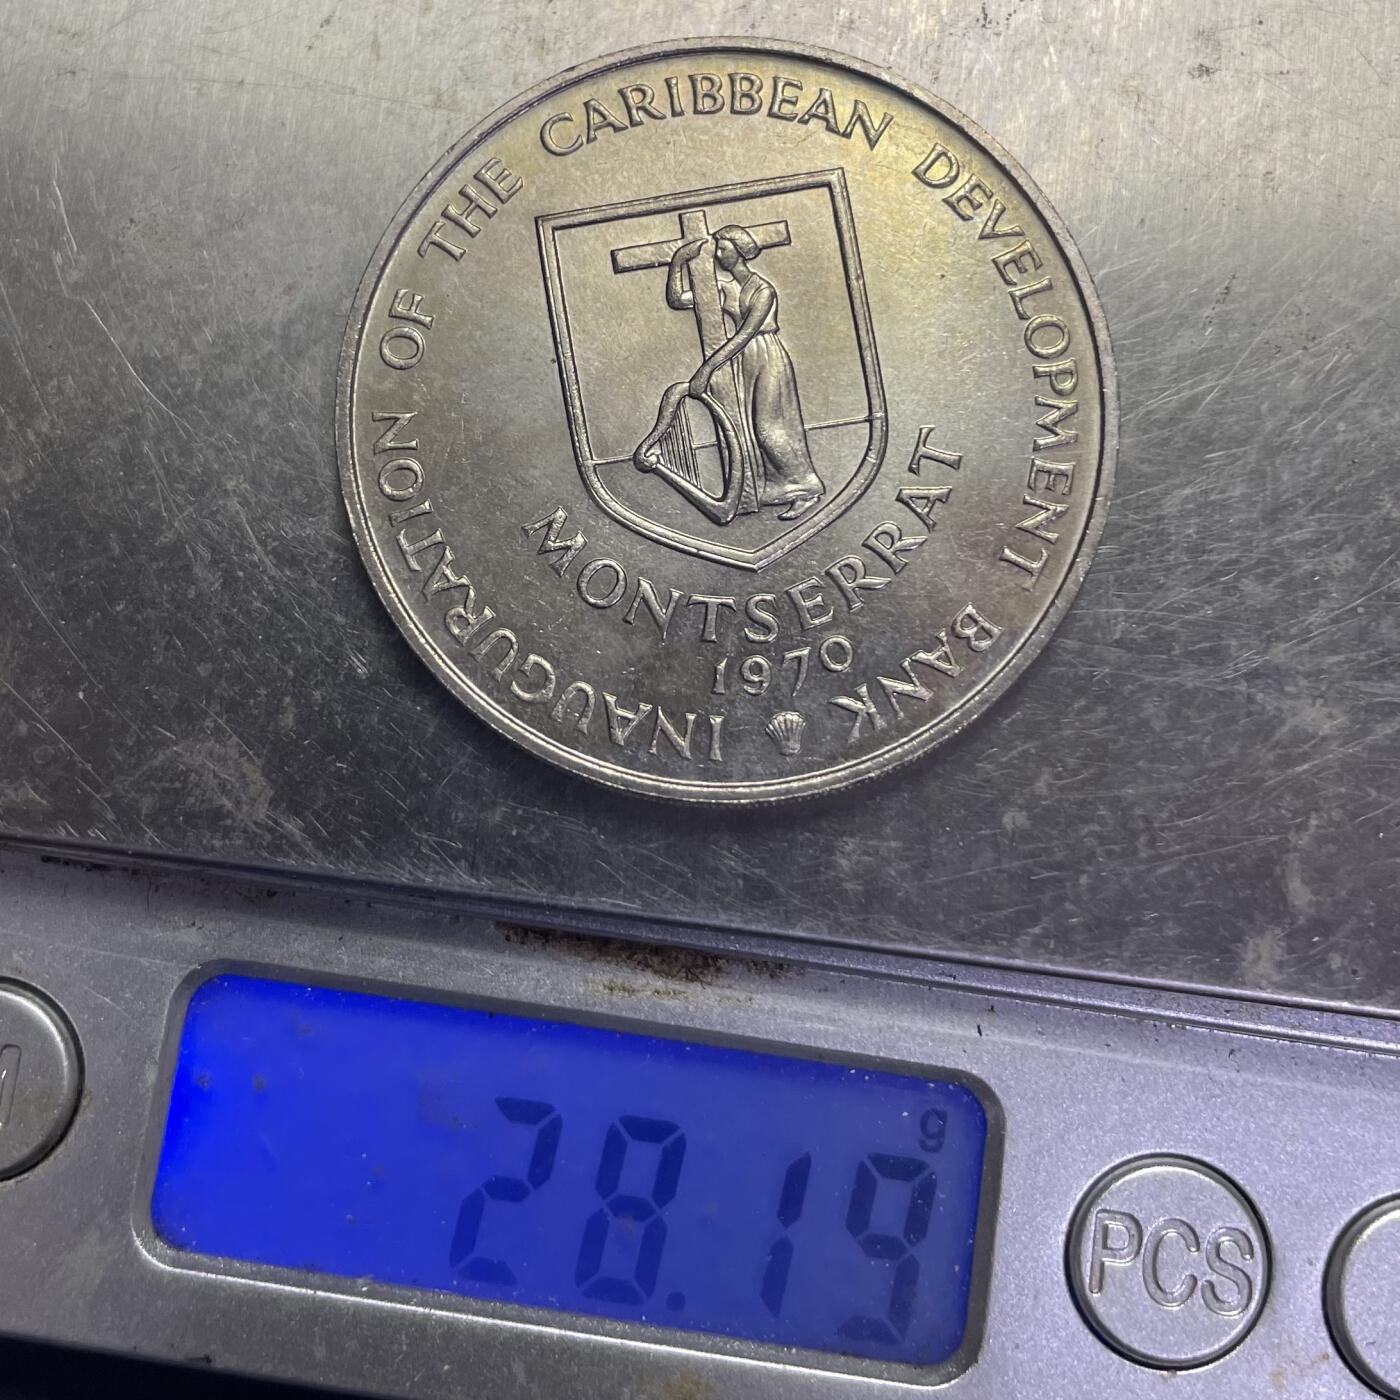 INAUGURATION OF THE CARIBBEAN DEVELOPMENT BANK
MONTSERRAT
1970
28.19 g
PCS